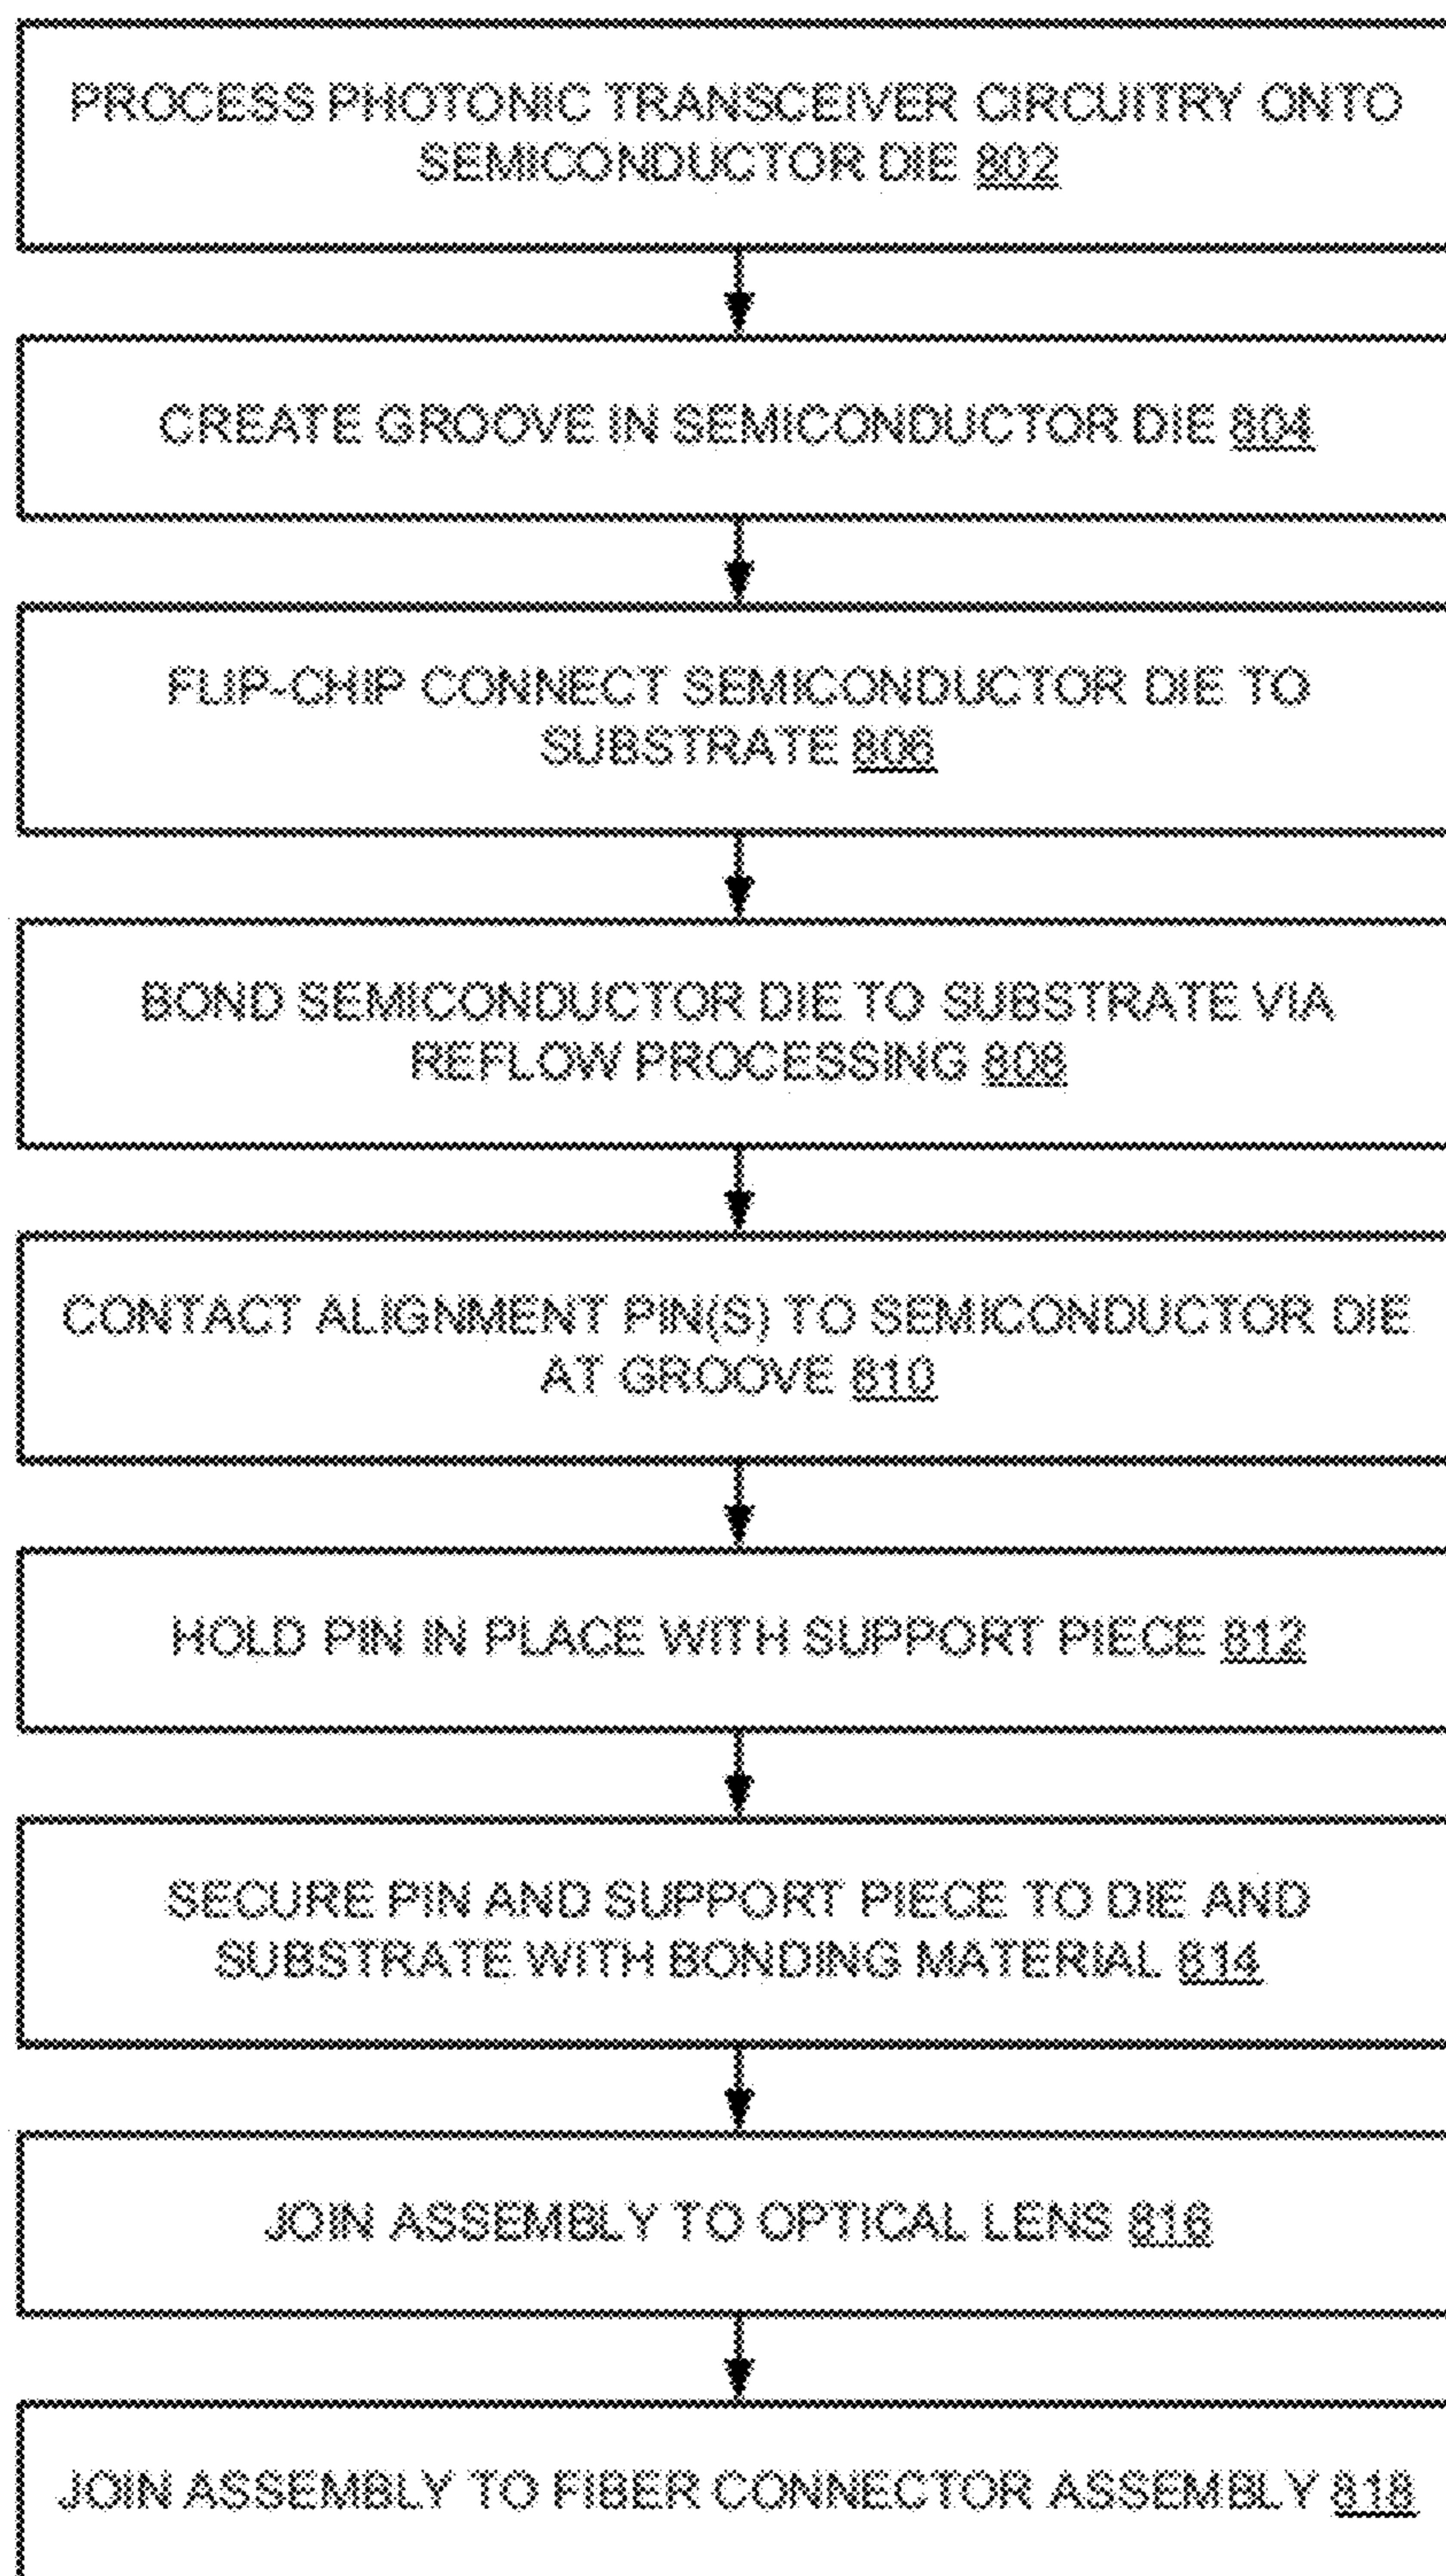 PROCESS PHOTONIC TRANSCEIVER CIRCUITRY ONTO
SEMICONDUCTOR DIE 802
CREATE GROOVE IN SEMICONDUCTOR DIE 804
FLIP-CHIP CONNECT SEMICONDUCTOR DIE TO
SUBSTRATE 806
BOND SEMICONDUCTOR DIE TO SUBSTRATE VIA
REFLOW PROCESSING 808
CONTACT ALIGNMENT PIN(S) TO SEMICONDUCTOR DIE
AT GROOVE 810
HOLD PIN IN PLACE WITH SUPPORT PIECE 812
SECURE PIN AND SUPPORT PIECE TO DIE AND
SUBSTRATE WITH BONDING MATERIAL 814
JOIN ASSEMBLY TO OPTICAL LENS 816
JOIN ASSEMBLY TO FIBER CONNECTOR ASSEMBLY 818